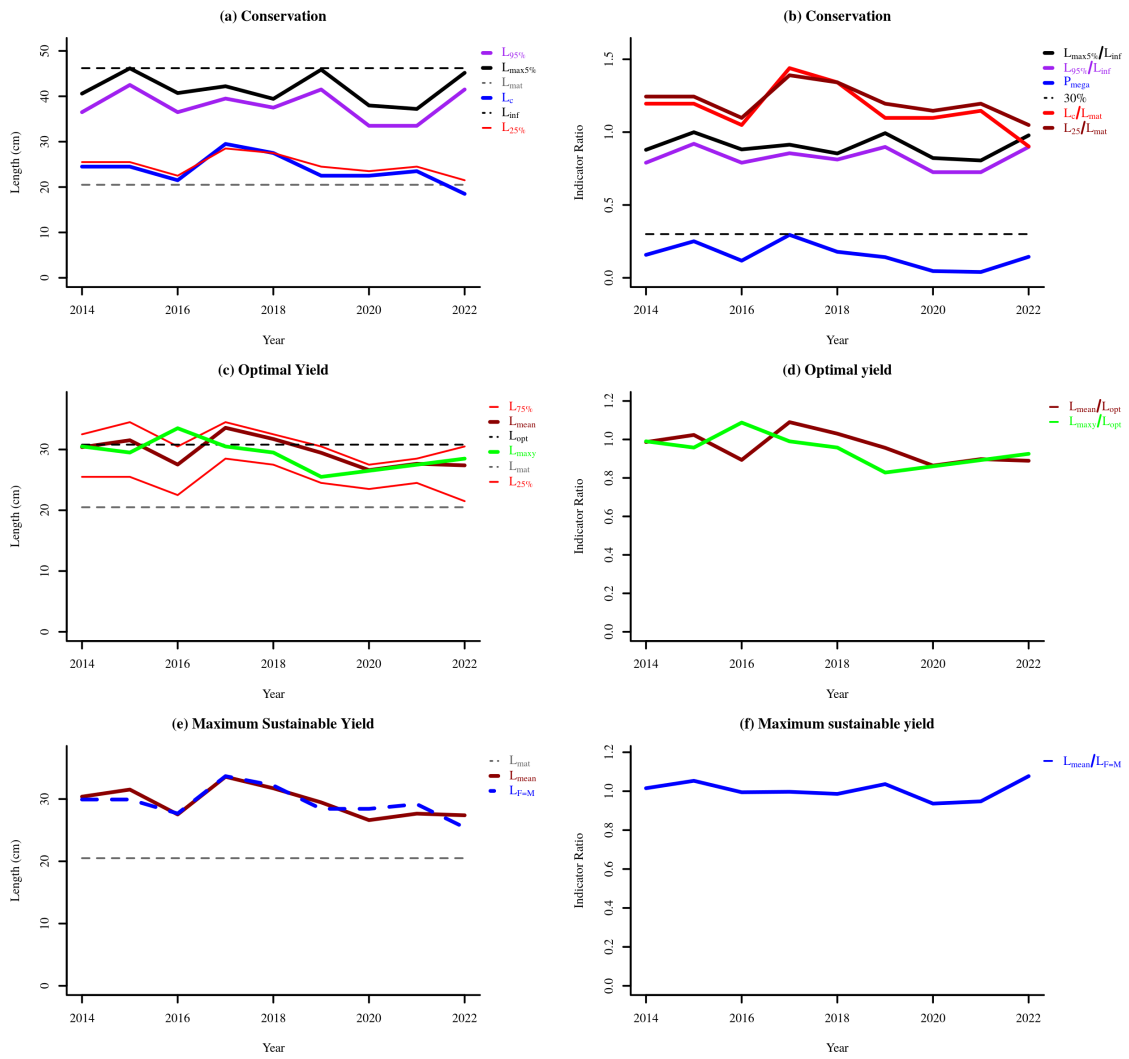 (a) Conservation
Length (cm)
50
40
30
20
10
0
2014 2016 2018 2020 2022
Year
L95%
Lmax5%
Lmat
Lc
Linf
L25%
(b) Conservation
Indicator Ratio
1.5
1.0
0.5
0.0
2014 2016 2018 2020 2022
Year
Lmax5%/Linf
L95%/Linf
Pmega
30%
Lc/Lmat
L25/Lmat
(c) Optimal Yield
Length (cm)
30
20
10
0
2014 2016 2018 2020 2022
Year
L75%
Lmean
Lopt
Lmaxy
Lmat
L25%
(d) Optimal yield
Indicator Ratio
1.2
1.0
0.8
0.6
0.4
0.2
0.0
2014 2016 2018 2020 2022
Year
Lmean/Lopt
Lmaxy/Lopt
(e) Maximum Sustainable Yield
Length (cm)
30
20
10
0
2014 2016 2018 2020 2022
Year
Lmat
Lmean
LF=M
(f) Maximum sustainable yield
Indicator Ratio
1.2
1.0
0.8
0.6
0.4
0.2
0.0
2014 2016 2018 2020 2022
Year
Lmean/LF=M